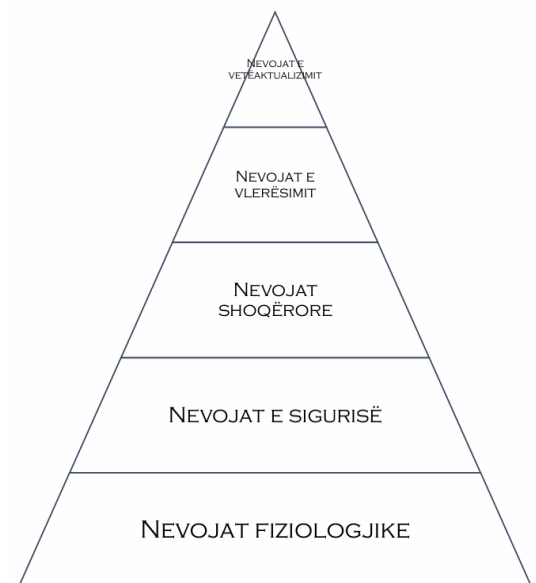 Nevojat e
vetëaktualizimit
Nevojat e
vlerësimit
Nevojat
shoqërore
Nevojat e sigurisë
Nevojat fiziologjike